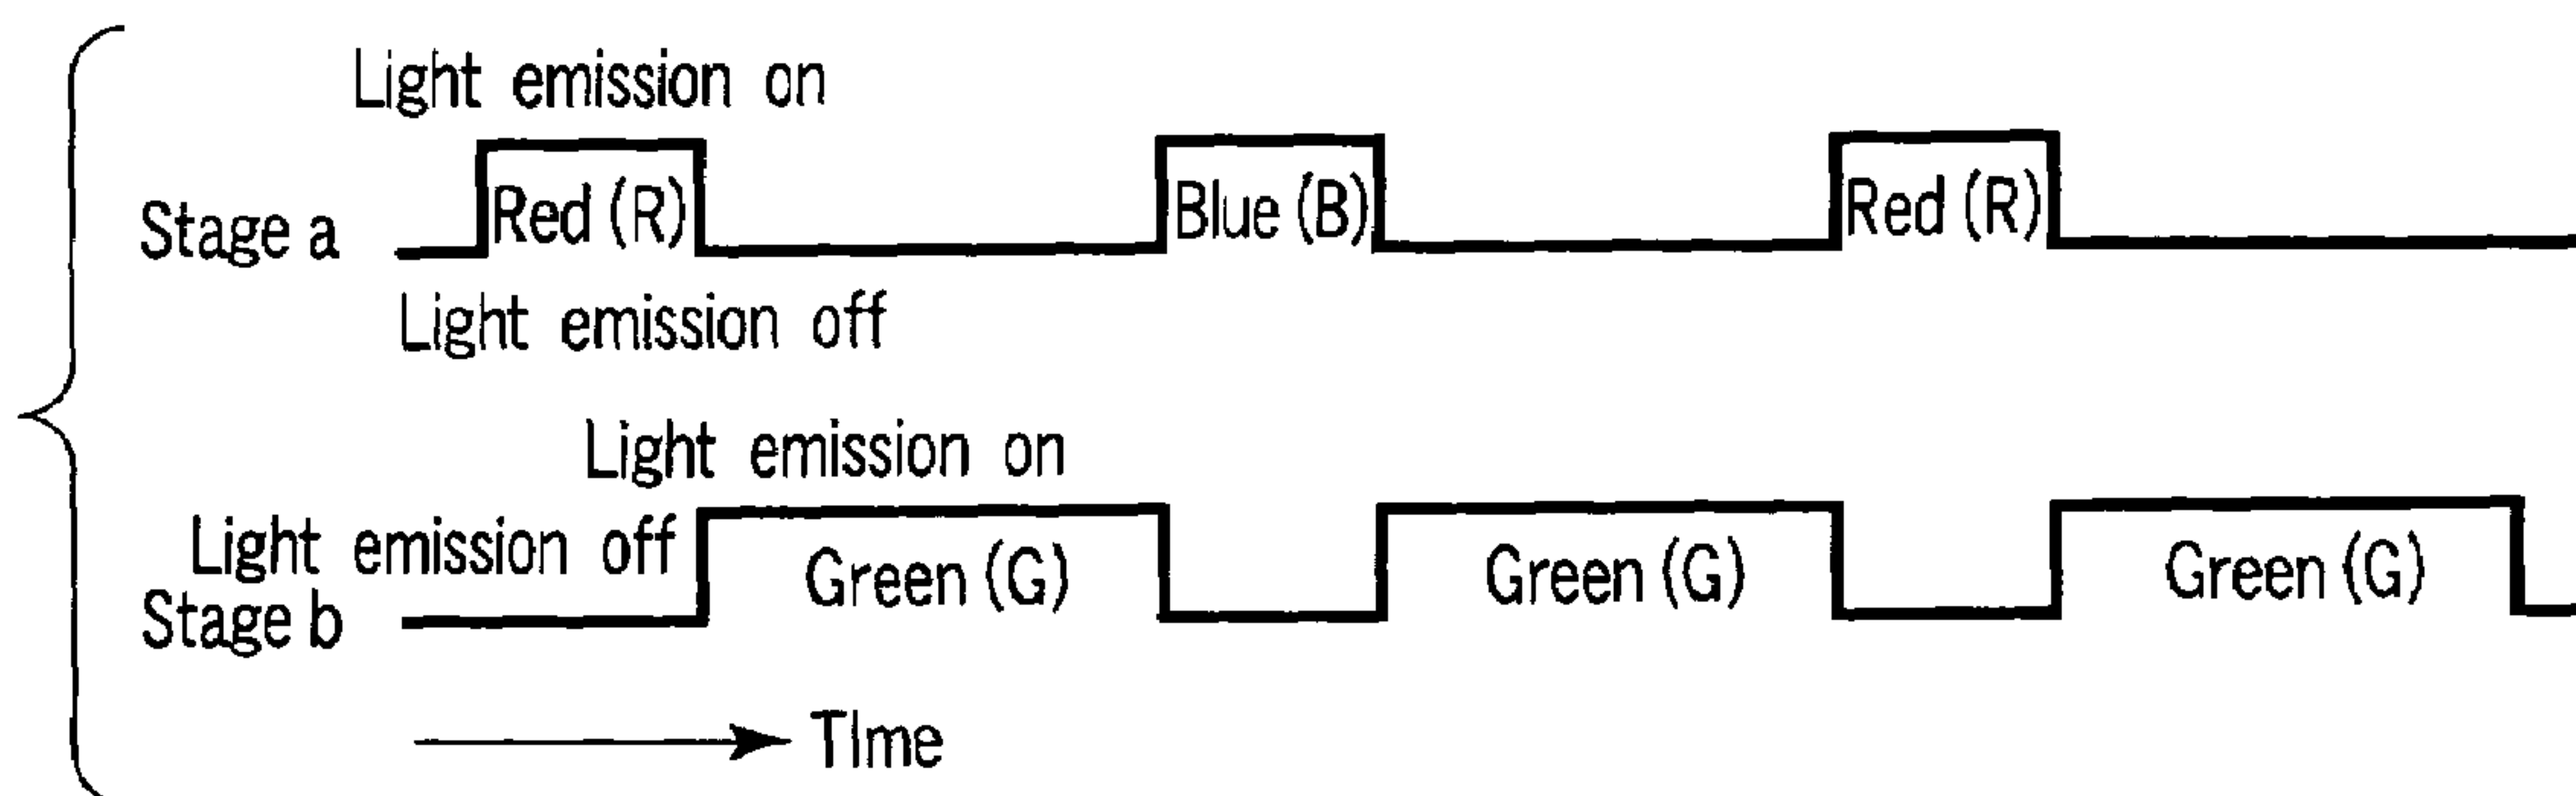 Light emission on
Red (R)
Blue (B)
Red (R)
Stage a
Light emission off
Light emission on
Light emission off
Green (G)
Green (G)
Green (G)
Stage b
TIme